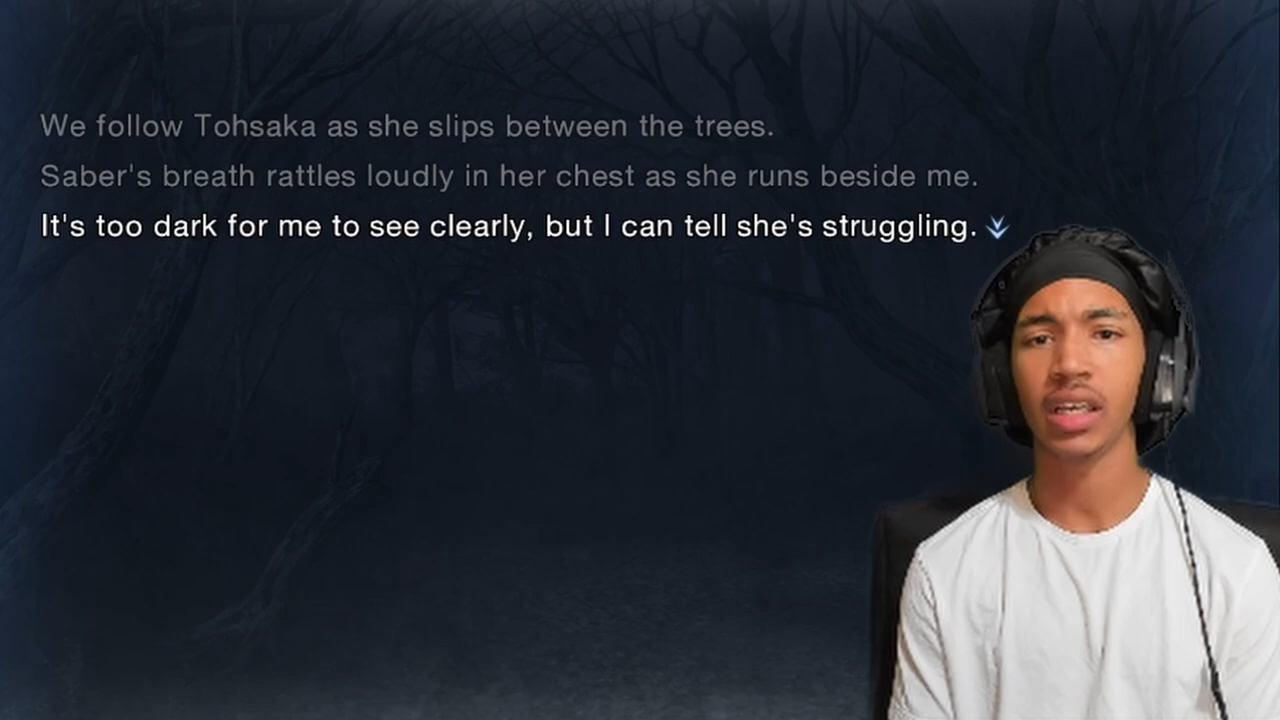 We follow Tohsaka as she slips between the trees.
Saber's breath rattles loudly in her chest as she runs beside me.
It's too dark for me to see clearly, but I can tell she's struggling.